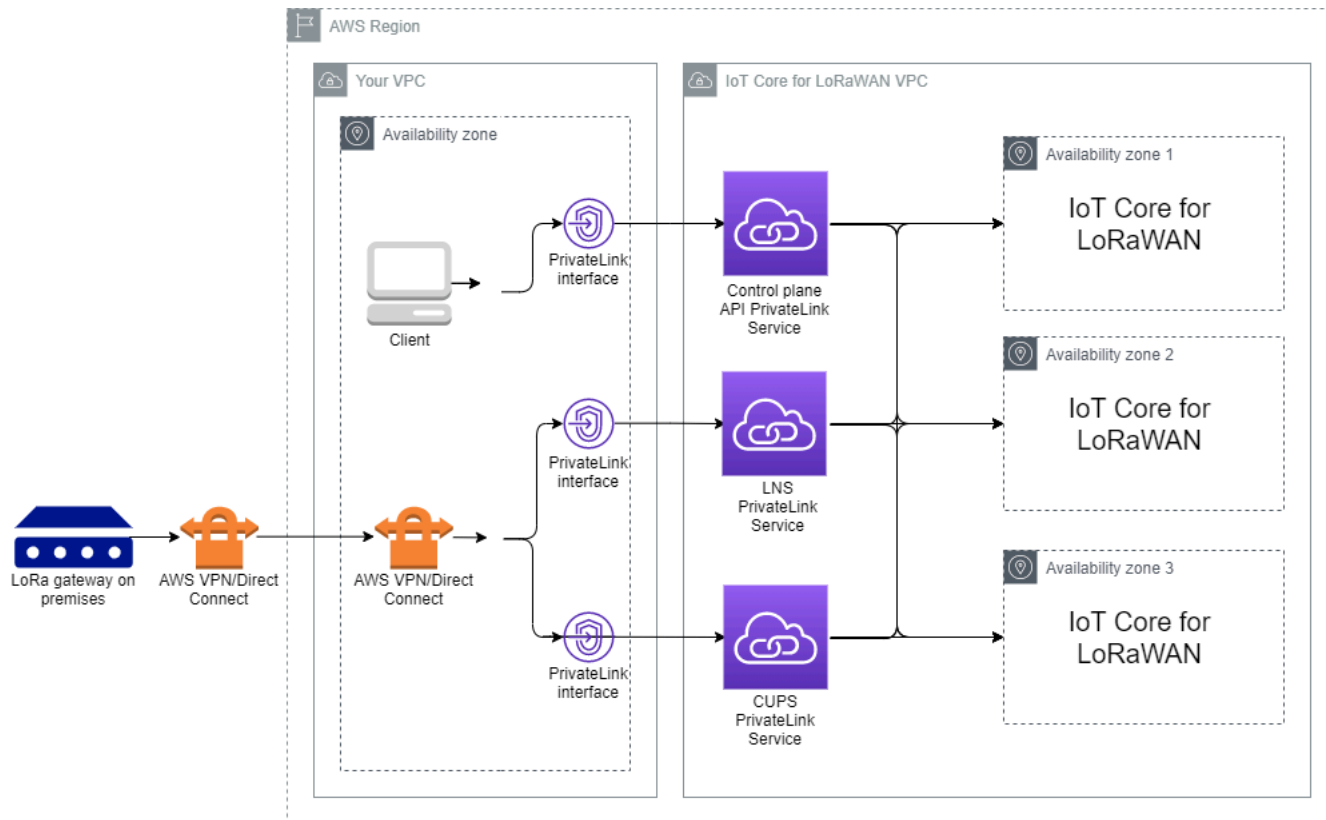 AWS Region
Your VPC
IoT Core for LoRaWAN VPC
Availability zone
Availability zone 1
IoT Core for
LoRaWAN
PrivateLink
interface
Control plane
API PrivateLink
Service
Client
Availability zone 2
IoT Core for
LoRaWAN
PrivateLink
interface
LNS
PrivateLink
Service
LoRa gateway on
premises
AWS VPN/Direct
Connect
AWS VPN/Direct
Connect
Availability zone 3
IoT Core for
LoRaWAN
PrivateLink
interface
CUPS
PrivateLink
Service